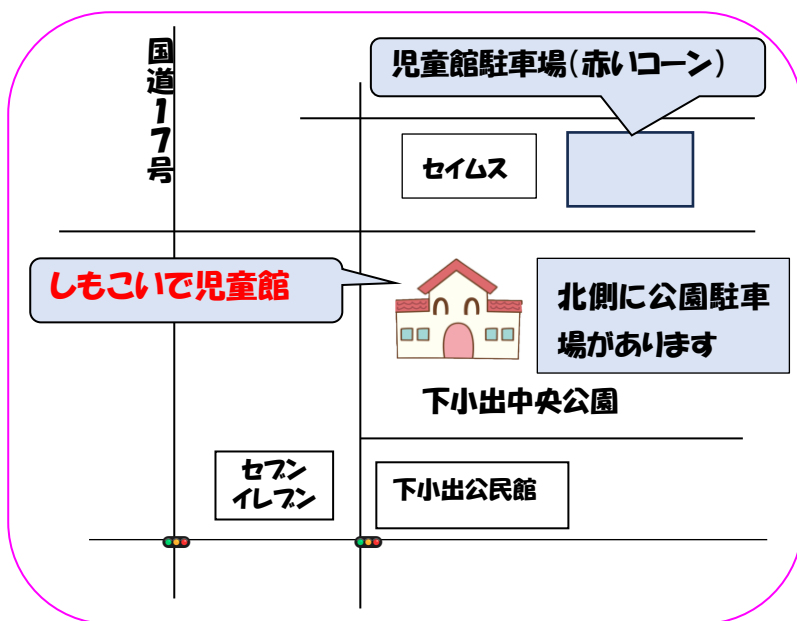 国道17号
児童館駐車場(赤いコーン)
セイムス
しもこいで児童館
北側に公園駐車
場があります
下小出中央公園
セブン
イレブン
下小出公民館